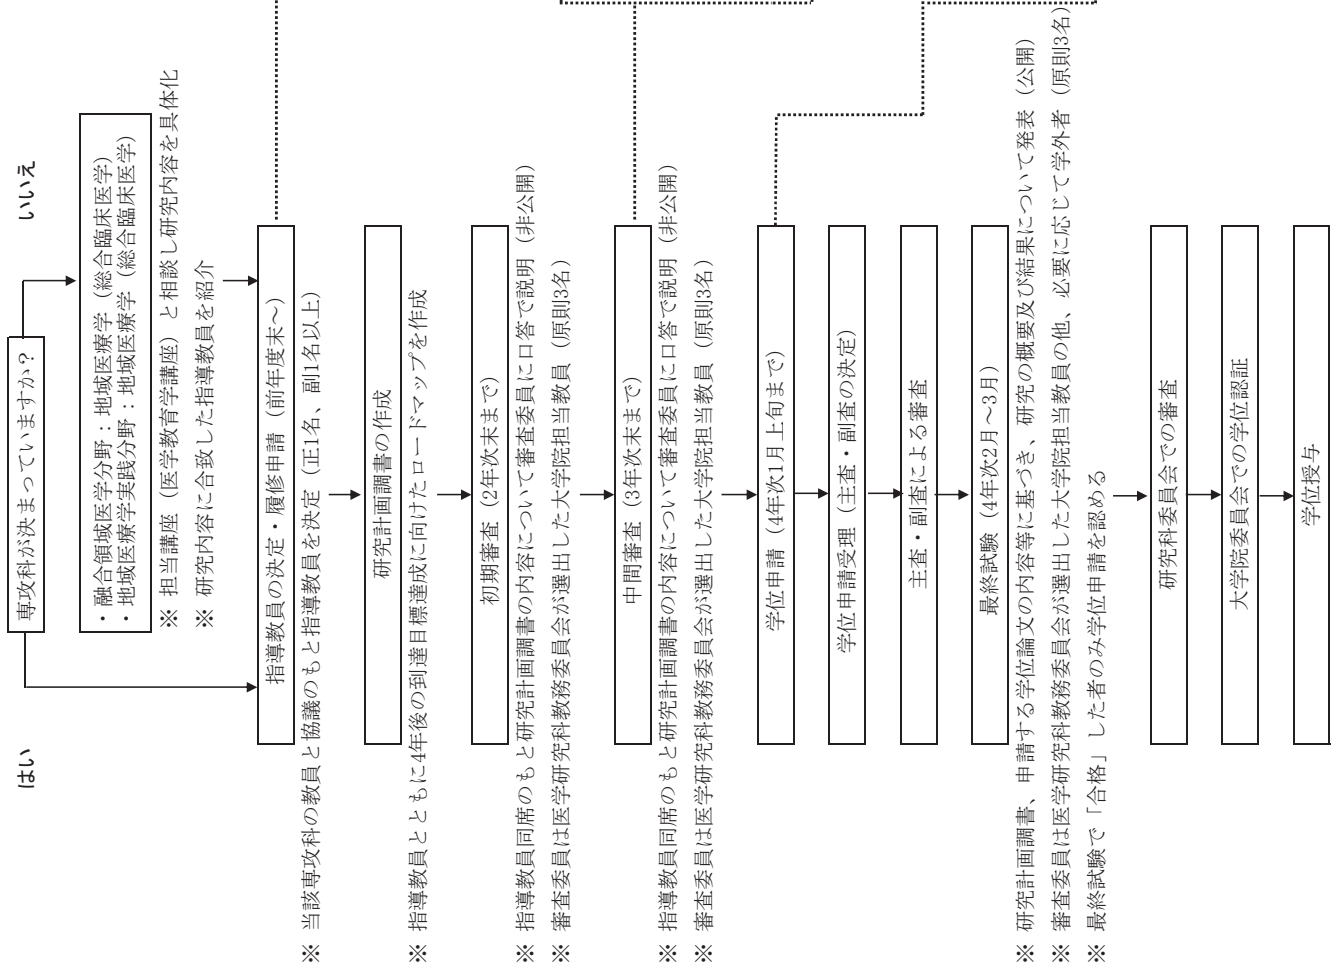 専攻科が決まっていますか？
はい
いいえ
・融合領域医学分野：地域医療学（総合臨床医学）
・地域医療学実践分野：地域医療学（総合臨床医学）
※ 担当講座（医学教育学講座）と相談し研究内容を具体化
※ 研究内容に合致した指導教員を紹介
指導教員の決定・履修申請（前年度末～）
※ 当該専攻科の教員と協議のもと指導教員を決定（正1名、副1名以上）
研究計画調書の作成
※ 指導教員とともに4年後の到達目標達成に向けたロードマップを作成
初期審査（2年次末まで）
※ 指導教員同席のもと研究計画調書の内容について審査委員に口答で説明（非公開）
※ 審査委員は医学研究科教務委員会が選出した大学院担当教員（原則3名）
中間審査（3年次末まで）
※ 指導教員同席のもと研究計画調書の内容について審査委員に口答で説明（非公開）
※ 審査委員は医学研究科教務委員会が選出した大学院担当教員（原則3名）
学位申請（4年次1月上旬まで）
学位申請受理（主査・副査の決定）
主査・副査による審査
最終試験（4年次2月～3月）
※ 研究計画調書、申請する学位論文の内容等に基づき、研究の概要及び結果について発表（公開）
※ 審査委員は医学研究科教務委員会が選出した大学院担当教員の他、必要に応じて学外者（原則3名）
※ 最終試験で「合格」した者のみ学位申請を認める
研究科委員会での審査
大学院委員会での学位認証
学位授与